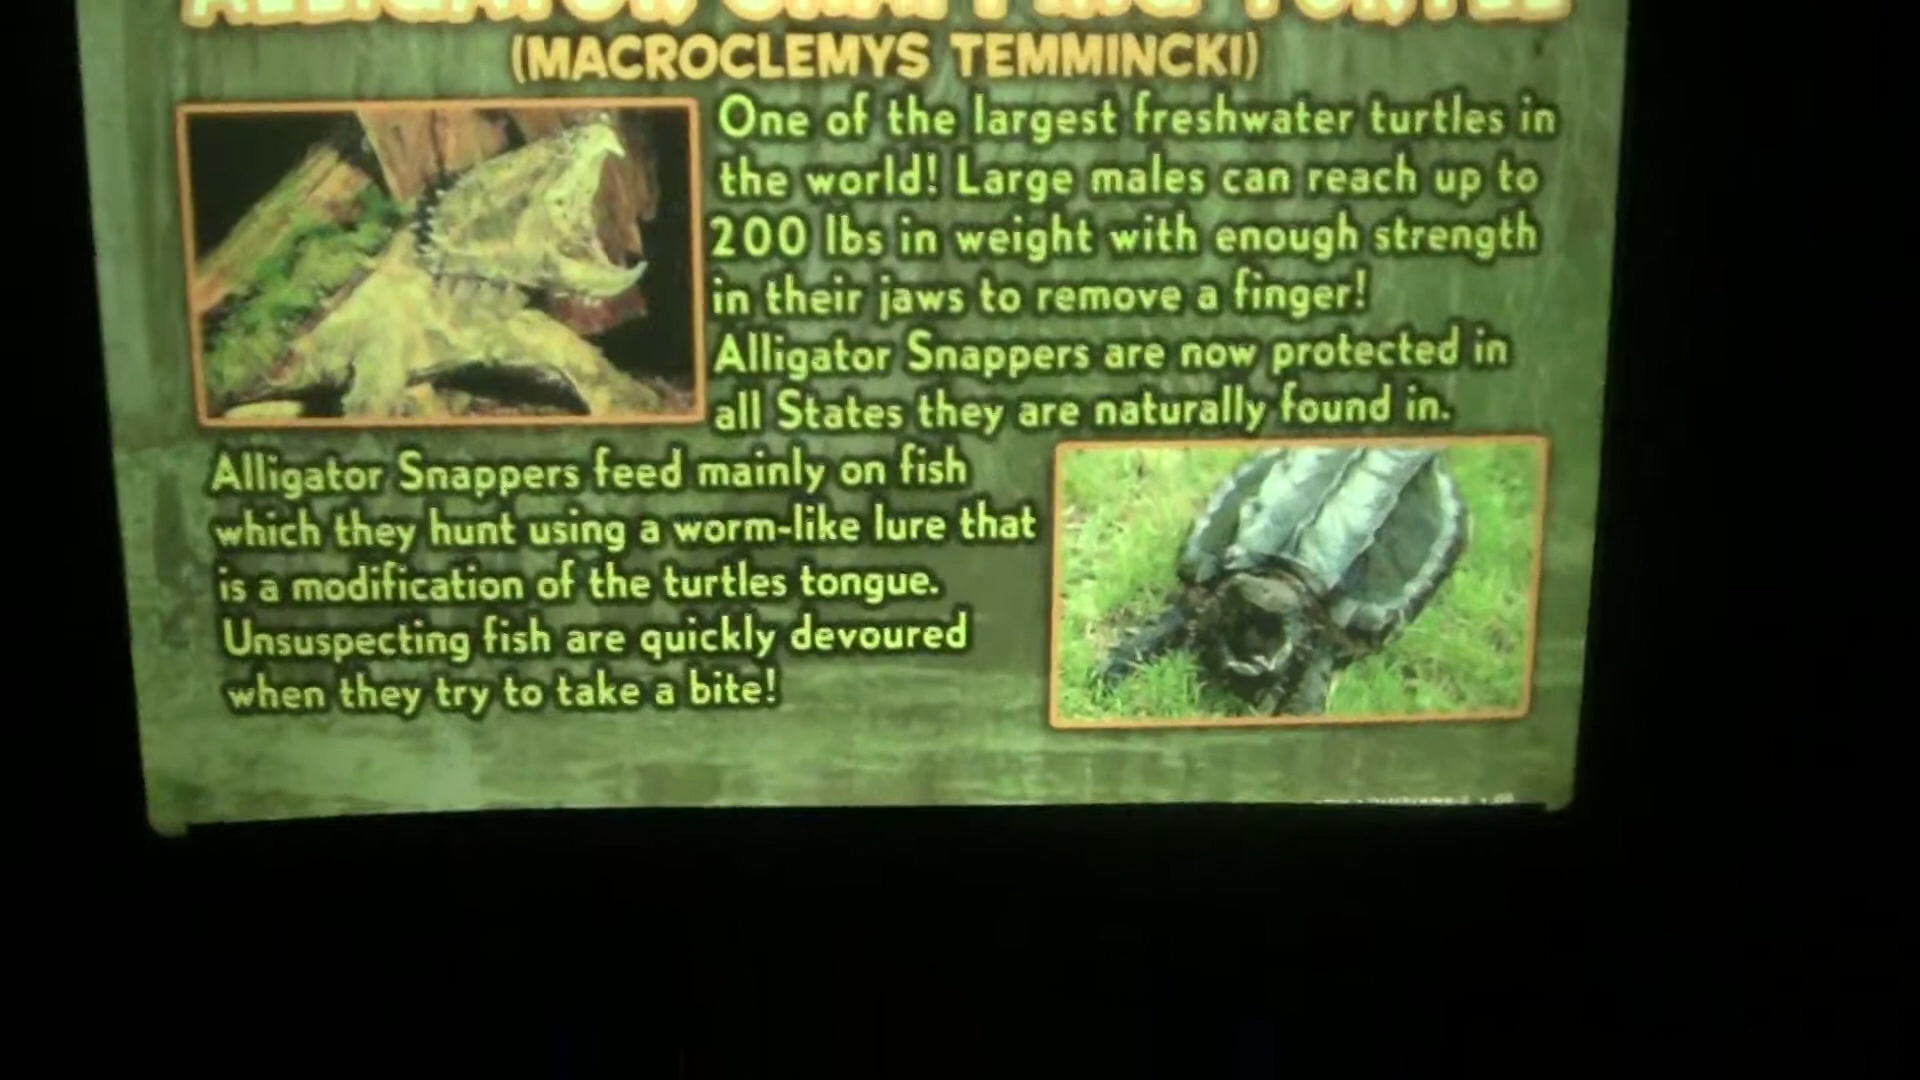 ALLIGATOR SNAPPING TURTLE
(MACROCLEMYS TEMMINCKI)
One of the largest freshwater turtles in
the world! Large males can reach up to
200 lbs in weight with enough strength
in their jaws to remove a finger!
Alligator Snappers are now protected in
all States they are naturally found in.
Alligator Snappers feed mainly on fish
which they hunt using a worm-like lure that
is a modification of the turtles tongue.
Unsuspecting fish are quickly devoured
when they try to take a bite!